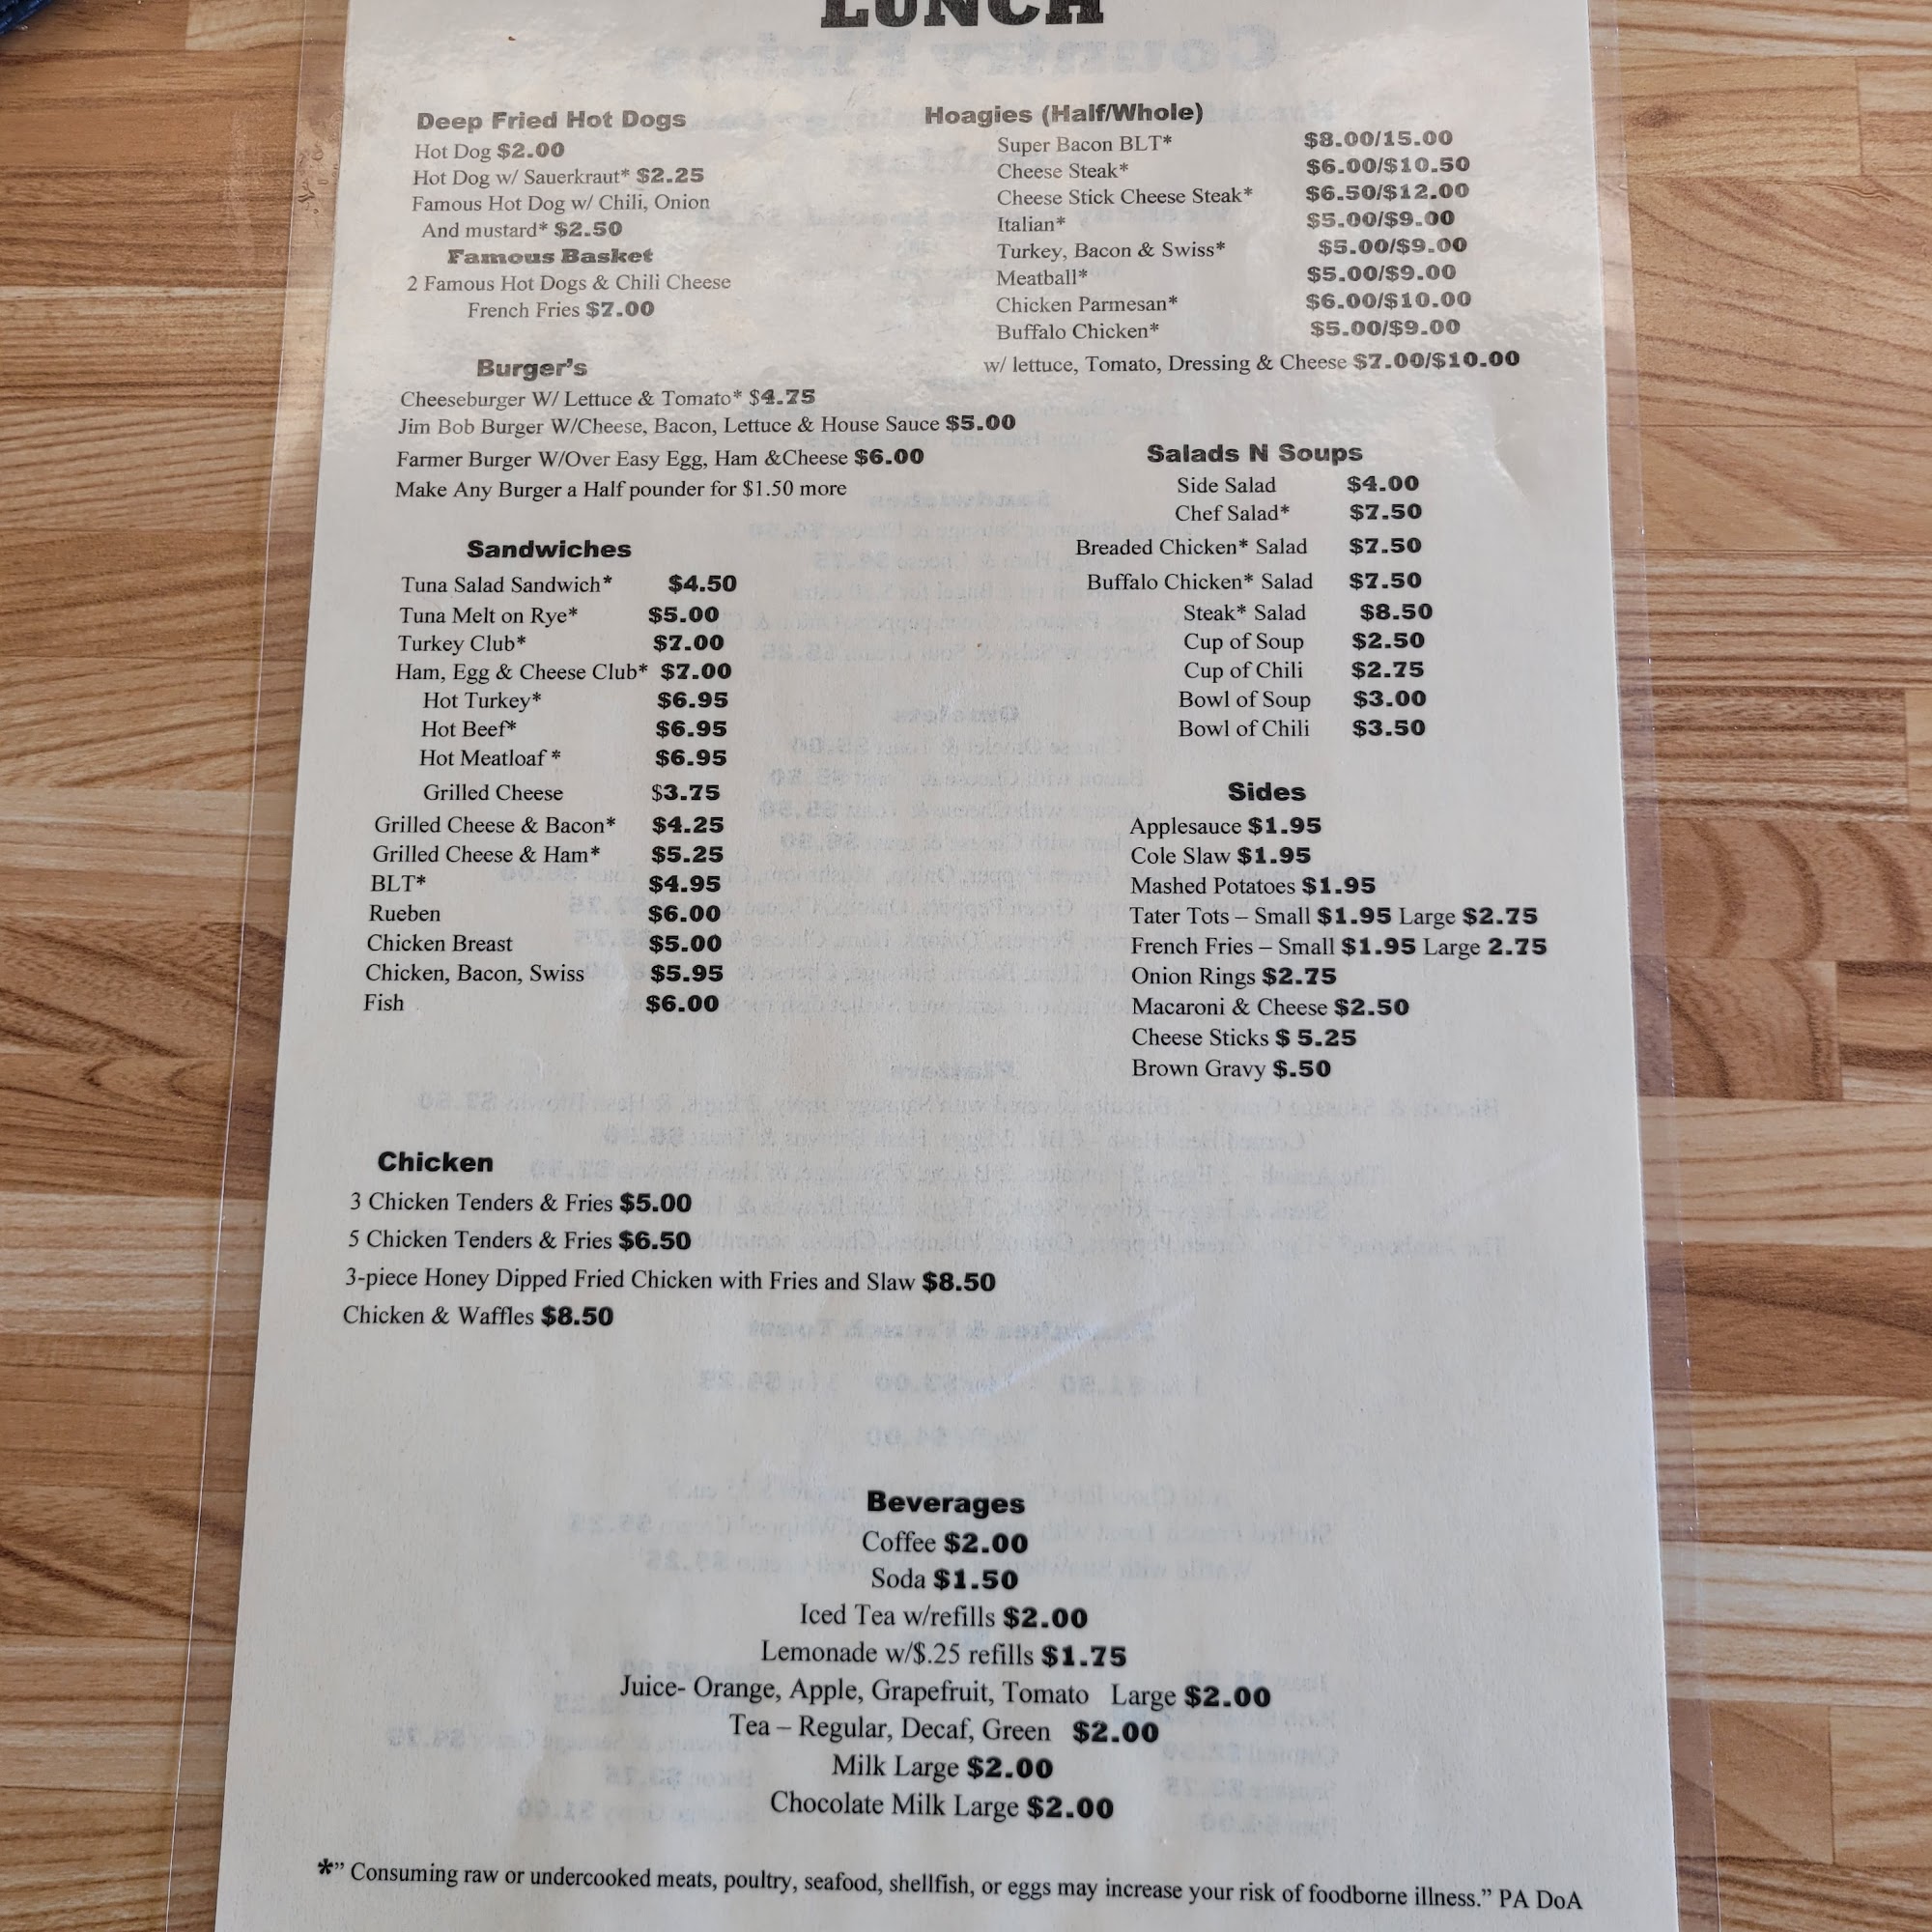 LUNCH
Deep Fried Hot Dogs
Hot Dog $2.00
Hot Dog w/ Sauerkraut* $2.25
Famous Hot Dog w/ Chili, Onion
And mustard* $2.50
Famous Basket
2 Famous Hot Dogs & Chili Cheese
French Fries $7.00
Burger's
Cheeseburger W/ Lettuce & Tomato* $4.75
Jim Bob Burger W/Cheese, Bacon, Lettuce & House Sauce $5.00
Farmer Burger W/Over Easy Egg, Ham &Cheese $6.00
Make Any Burger a Half pounder for $1.50 more
Sandwiches
Tuna Salad Sandwich* $4.50
Tuna Melt on Rye* $5.00
Turkey Club* $7.00
Ham, Egg & Cheese Club* $7.00
Hot Turkey* $6.95
Hot Beef* $6.95
Hot Meatloaf * $6.95
Grilled Cheese $3.75
Grilled Cheese & Bacon* $4.25
Grilled Cheese & Ham* $5.25
BLT* $4.95
Rueben $6.00
Chicken Breast $5.00
Chicken, Bacon, Swiss $5.95
Fish $6.00
Hoagies (Half/Whole)
Super Bacon BLT* $8.00/15.00
Cheese Steak* $6.00/$10.50
Cheese Stick Cheese Steak* $6.50/$12.00
Italian* $5.00/$9.00
Turkey, Bacon & Swiss* $5.00/$9.00
Meatball* $5.00/$9.00
Chicken Parmesan* $6.00/$10.00
Buffalo Chicken* $5.00/$9.00
w/ lettuce, Tomato, Dressing & Cheese $7.00/$10.00
Salads N Soups
Side Salad $4.00
Chef Salad* $7.50
Breaded Chicken* Salad $7.50
Buffalo Chicken* Salad $7.50
Steak* Salad $8.50
Cup of Soup $2.50
Cup of Chili $2.75
Bowl of Soup $3.00
Bowl of Chili $3.50
Sides
Applesauce $1.95
Cole Slaw $1.95
Mashed Potatoes $1.95
Tater Tots – Small $1.95 Large $2.75
French Fries – Small $1.95 Large 2.75
Onion Rings $2.75
Macaroni & Cheese $2.50
Cheese Sticks $ 5.25
Brown Gravy $.50
Chicken
3 Chicken Tenders & Fries $5.00
5 Chicken Tenders & Fries $6.50
3-piece Honey Dipped Fried Chicken with Fries and Slaw $8.50
Chicken & Waffles $8.50
Beverages
Coffee $2.00
Soda $1.50
Iced Tea w/refills $2.00
Lemonade w/$.25 refills $1.75
Juice- Orange, Apple, Grapefruit, Tomato Large $2.00
Tea – Regular, Decaf, Green $2.00
Milk Large $2.00
Chocolate Milk Large $2.00
*” Consuming raw or undercooked meats, poultry, seafood, shellfish, or eggs may increase your risk of foodborne illness.” PA DoA